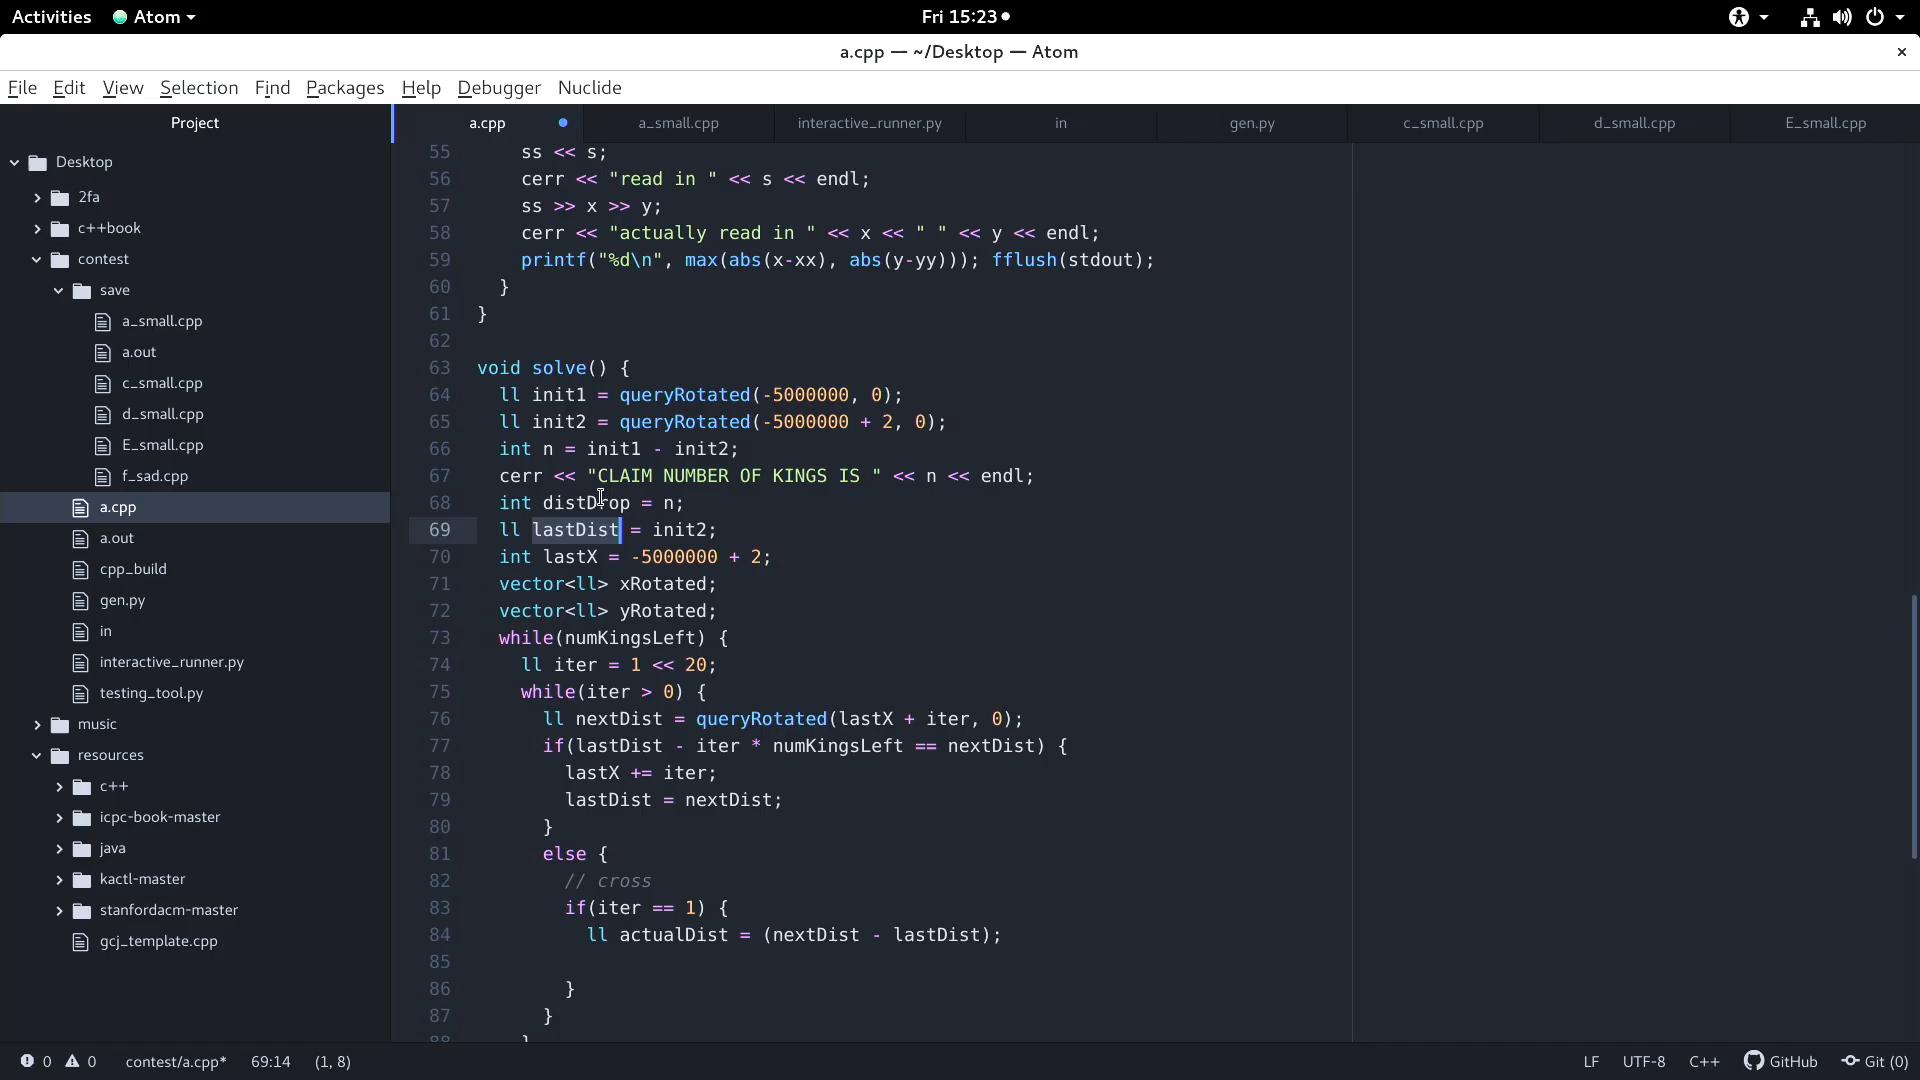 Activities Atom Fri 15:23
a.cpp — ~/Desktop — Atom ×
File Edit View Selection Find Packages Help Debugger Nuclide
Project
Desktop
2fa
c++book
contest
save
a_small.cpp
a.out
c_small.cpp
d_small.cpp
E_small.cpp
f_sad.cpp
a.cpp
a.out
cpp_build
gen.py
in
interactive_runner.py
testing_tool.py
music
resources
c++
icpc-book-master
java
kactl-master
stanfordacm-master
gcj_template.cpp
a.cpp a_small.cpp interactive_runner.py in gen.py c_small.cpp d_small.cpp E_small.cpp
55 ss << s;
56 cerr << "read in " << s << endl;
57 ss >> x >> y;
58 cerr << "actually read in " << x << " " << y << endl;
59 printf("%d\n", max(abs(x-xx), abs(y-yy))); fflush(stdout);
60 }
61 }
62
63 void solve() {
64 ll init1 = queryRotated(-5000000, 0);
65 ll init2 = queryRotated(-5000000 + 2, 0);
66 int n = init1 - init2;
67 cerr << "CLAIM NUMBER OF KINGS IS " << n << endl;
68 int distDrop = n;
69 ll lastDist = init2;
70 int lastX = -5000000 + 2;
71 vector<ll> xRotated;
72 vector<ll> yRotated;
73 while(numKingsLeft) {
74 ll iter = 1 << 20;
75 while(iter > 0) {
76 ll nextDist = queryRotated(lastX + iter, 0);
77 if(lastDist - iter * numKingsLeft == nextDist) {
78 lastX += iter;
79 lastDist = nextDist;
80 }
81 else {
82 // cross
83 if(iter == 1) {
84 ll actualDist = (nextDist - lastDist);
85
86 }
87 }
88 }
0 0 contest/a.cpp* 69:14 (1, 8) LF UTF-8 C++ GitHub Git (0)